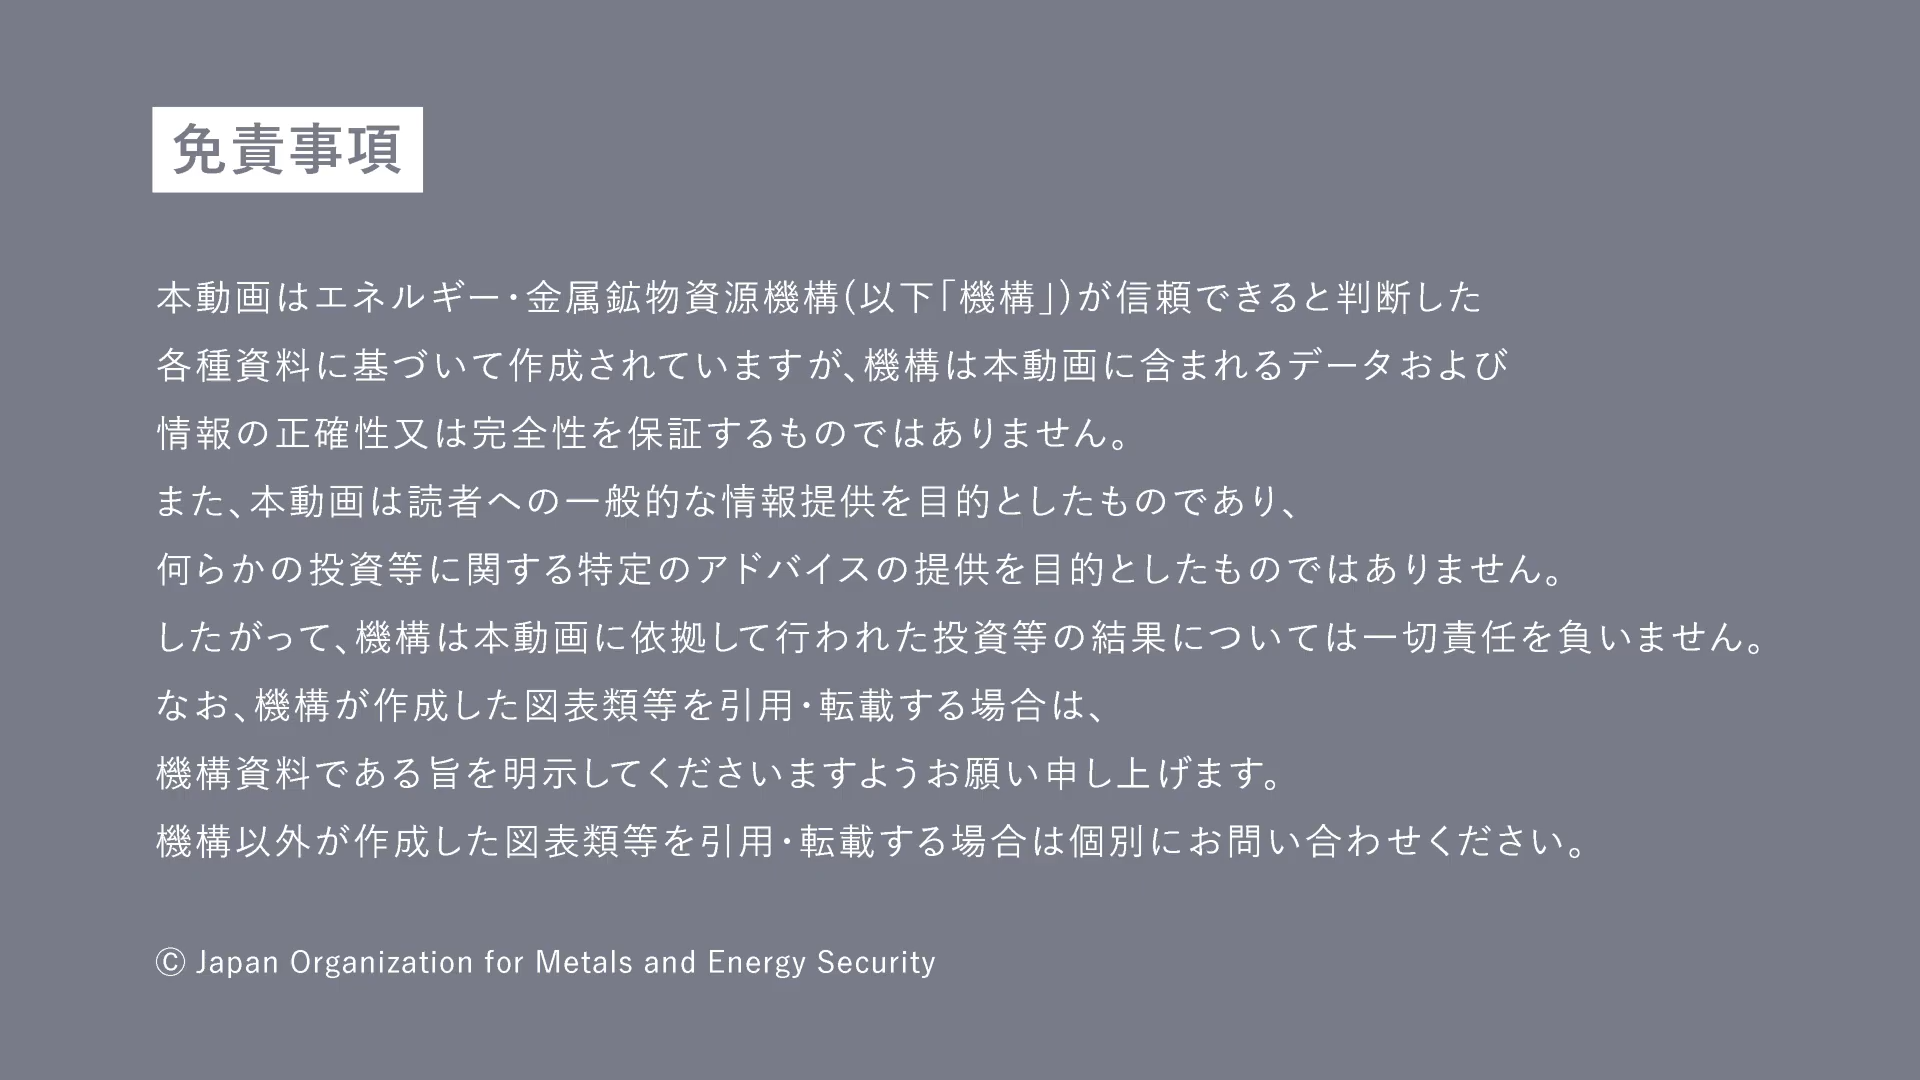 免責事項
本動画はエネルギー・金属鉱物資源機構(以下「機構」)が信頼できると判断した
各種資料に基づいて作成されていますが、機構は本動画に含まれるデータおよび
情報の正確性又は完全性を保証するものではありません。
また、本動画は読者への一般的な情報提供を目的としたものであり、
何らかの投資等に関する特定のアドバイスの提供を目的としたものではありません。
したがって、機構は本動画に依拠して行われた投資等の結果については一切責任を負いません。
なお、機構が作成した図表類等を引用・転載する場合は、
機構資料である旨を明示してくださいますようお願い申し上げます。
機構以外が作成した図表類等を引用・転載する場合は個別にお問い合わせください。
© Japan Organization for Metals and Energy Security